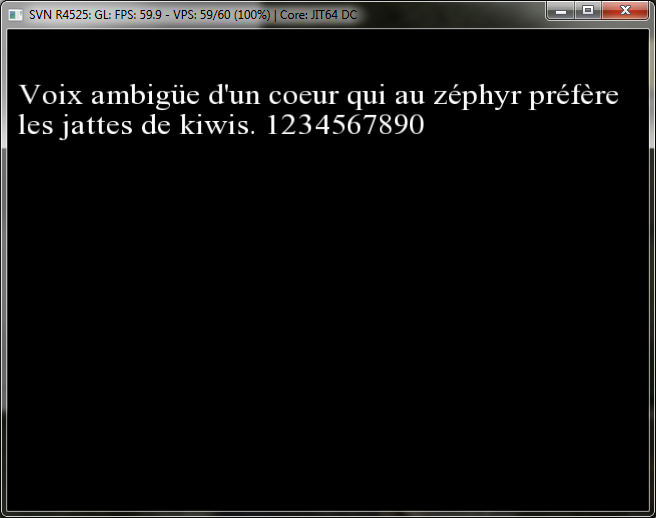 SVN R4525: GL: FPS: 59.9 - VPS: 59/60 (100%) | Core: JIT64 DC
Voix ambigüe d'un coeur qui au zéphyr préfère
les jattes de kiwis. 1234567890